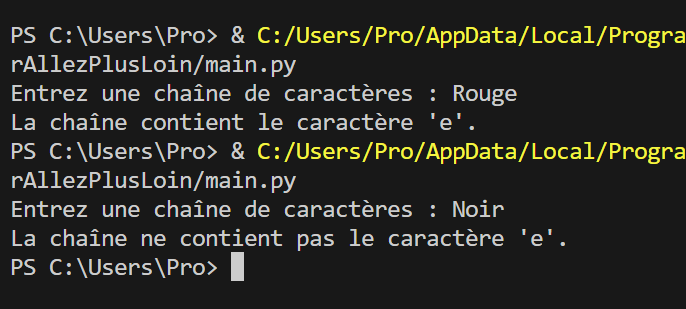 PS C:\Users\Pro> & C:/Users/Pro/AppData/Local/Progra
rAllezPlusLoin/main.py
Entrez une chaîne de caractères : Rouge
La chaîne contient le caractère 'e'.
PS C:\Users\Pro> & C:/Users/Pro/AppData/Local/Progra
rAllezPlusLoin/main.py
Entrez une chaîne de caractères : Noir
La chaîne ne contient pas le caractère 'e'.
PS C:\Users\Pro>